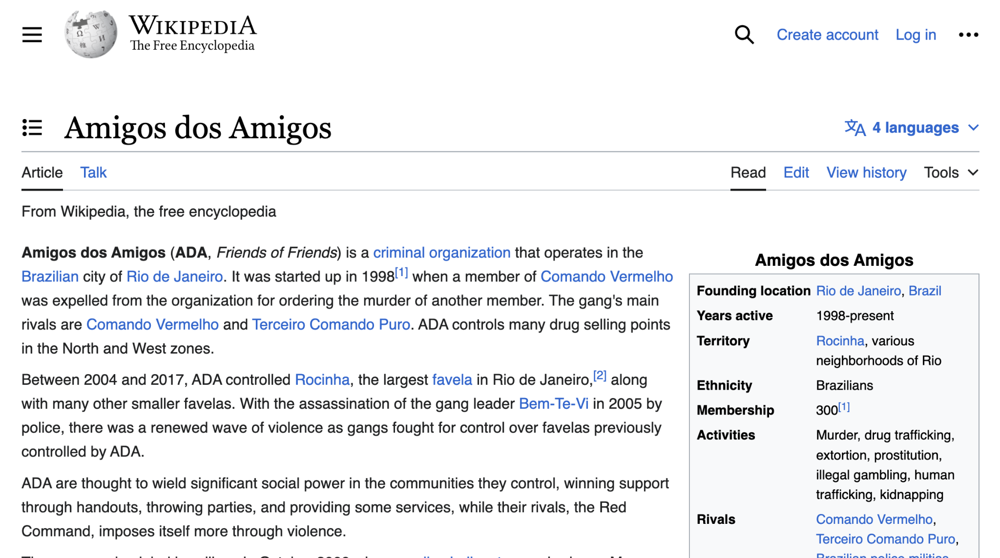 WIKIPEDIA
The Free Encyclopedia
Create account Log in
Amigos dos Amigos
4 languages
Article Talk
Read Edit View history Tools
From Wikipedia, the free encyclopedia
Amigos dos Amigos (ADA, Friends of Friends) is a criminal organization that operates in the
Brazilian city of Rio de Janeiro. It was started up in 1998[1] when a member of Comando Vermelho
was expelled from the organization for ordering the murder of another member. The gang's main
rivals are Comando Vermelho and Terceiro Comando Puro. ADA controls many drug selling points
in the North and West zones.
Between 2004 and 2017, ADA controlled Rocinha, the largest favela in Rio de Janeiro,[2] along
with many other smaller favelas. With the assassination of the gang leader Bem-Te-Vi in 2005 by
police, there was a renewed wave of violence as gangs fought for control over favelas previously
controlled by ADA.
ADA are thought to wield significant social power in the communities they control, winning support
through handouts, throwing parties, and providing some services, while their rivals, the Red
Command, imposes itself more through violence.
Amigos dos Amigos
Founding location Rio de Janeiro, Brazil
Years active 1998-present
Territory Rocinha, various
neighborhoods of Rio
Ethnicity Brazilians
Membership 300[1]
Activities Murder, drug trafficking,
extortion, prostitution,
illegal gambling, human
trafficking, kidnapping
Rivals Comando Vermelho,
Terceiro Comando Puro,
Brazilian police militias